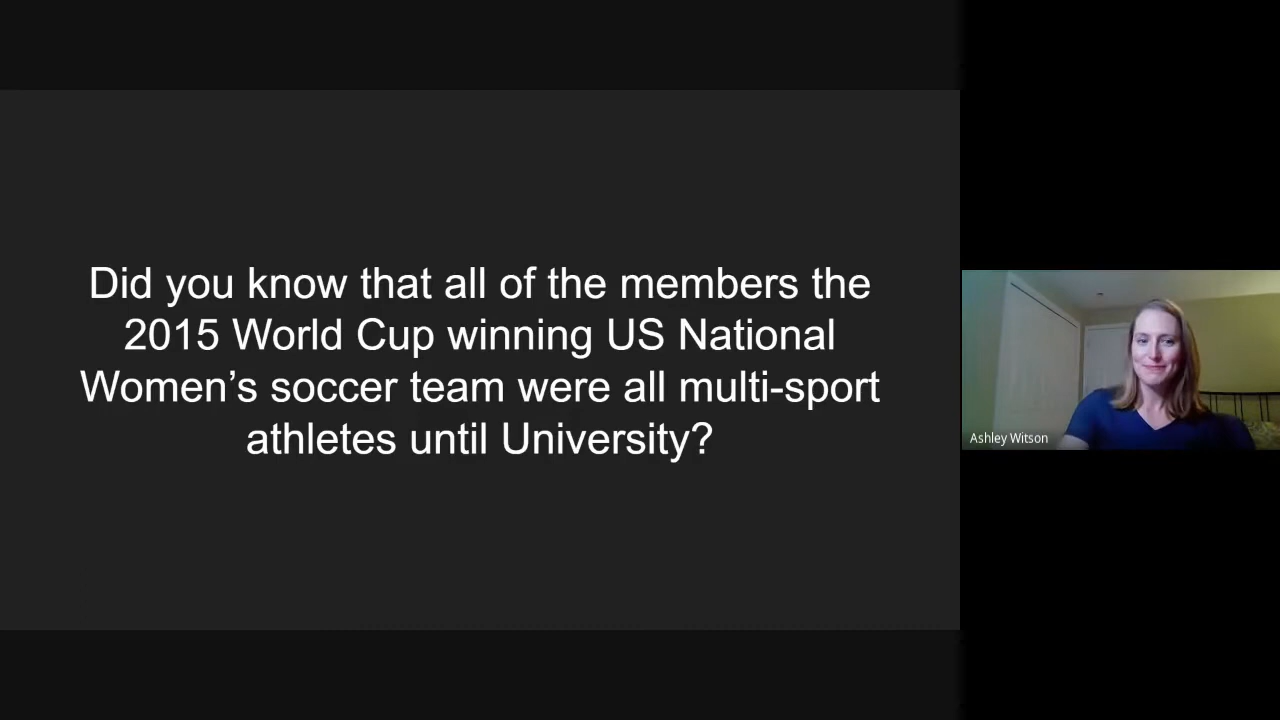 Did you know that all of the members the
2015 World Cup winning US National
Women’s soccer team were all multi-sport
athletes until University?
Ashley Witson